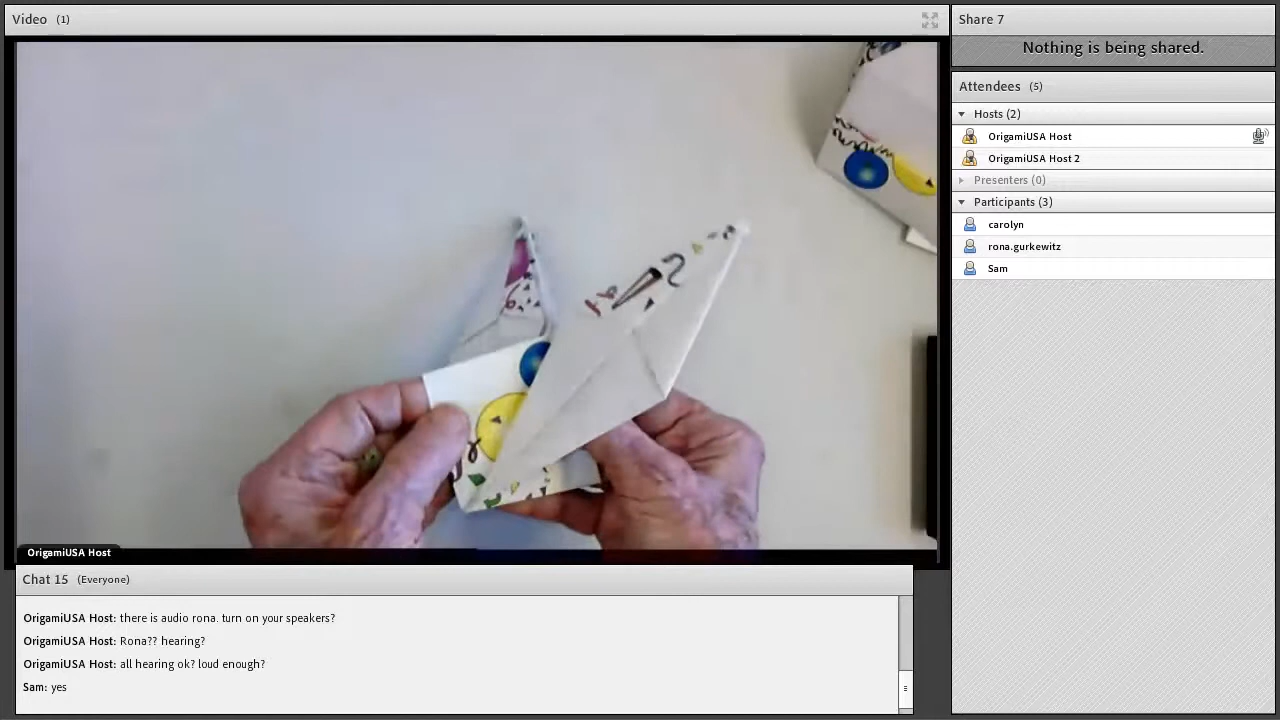 Video (1)
OrigamiUSA Host
Chat 15 (Everyone)
OrigamiUSA Host: there is audio rona. turn on your speakers?
OrigamiUSA Host: Rona?? hearing?
OrigamiUSA Host: all hearing ok? loud enough?
Sam: yes
Share 7
Nothing is being shared.
Attendees (5)
Hosts (2)
OrigamiUSA Host
OrigamiUSA Host 2
Presenters (0)
Participants (3)
carolyn
rona.gurkewitz
Sam